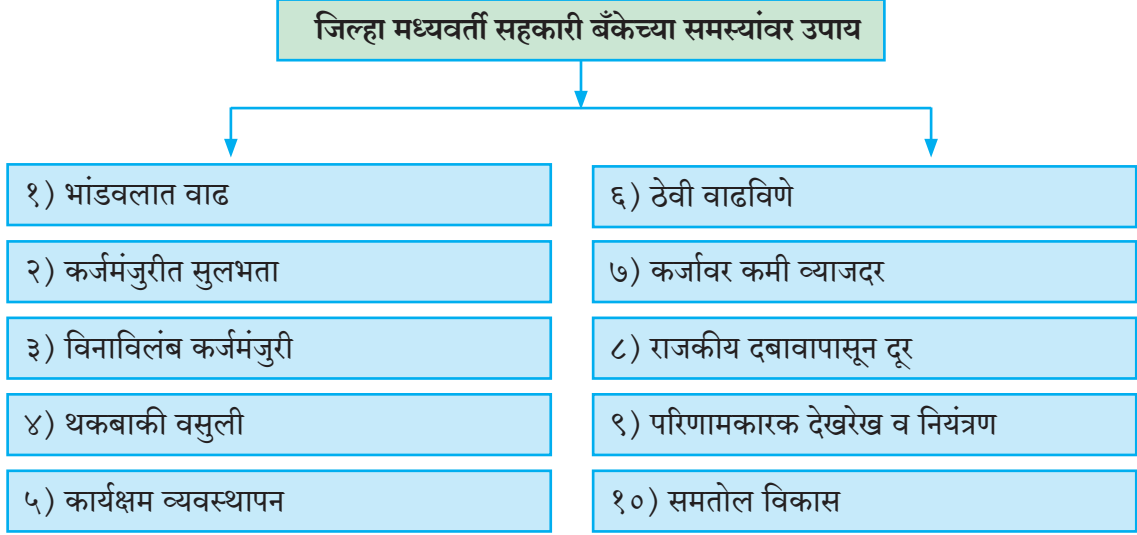 जिल्हा मध्यवर्ती सहकारी बँकेच्या समस्यांवर उपाय
१) भांडवलात वाढ
२) कर्जमंजुरीत सुलभता
३) विनाविलंब कर्जमंजुरी
४) थकबाकी वसुली
५) कार्यक्षम व्यवस्थापन
६) ठेवी वाढविणे
७) कर्जावर कमी व्याजदर
८) राजकीय दबावापासून दूर
९) परिणामकारक देखरेख व नियंत्रण
१०) समतोल विकास